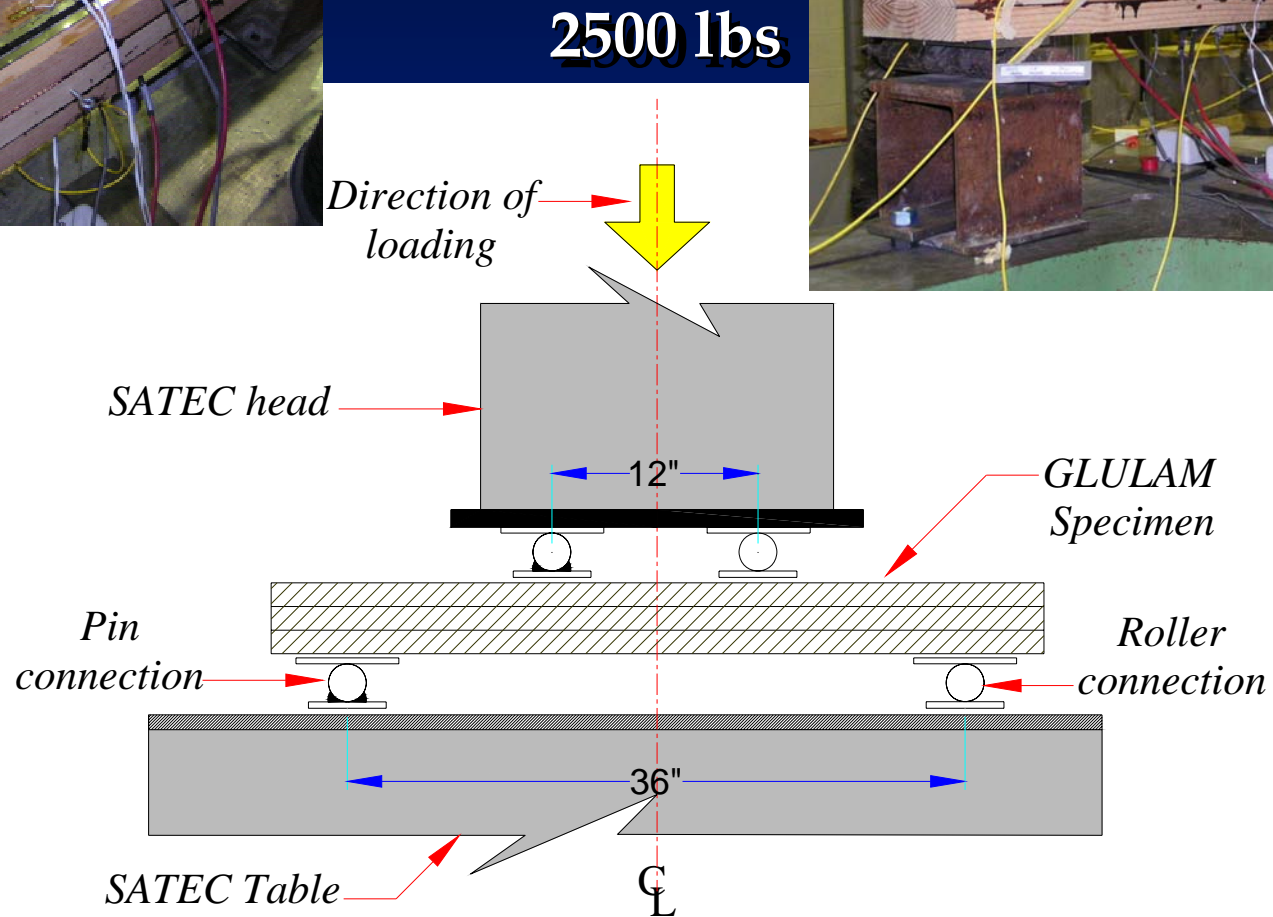 2500 lbs
Direction of
loading
SATEC head
12"
GLULAM
Specimen
Pin
connection
Roller
connection
36"
SATEC Table
CL